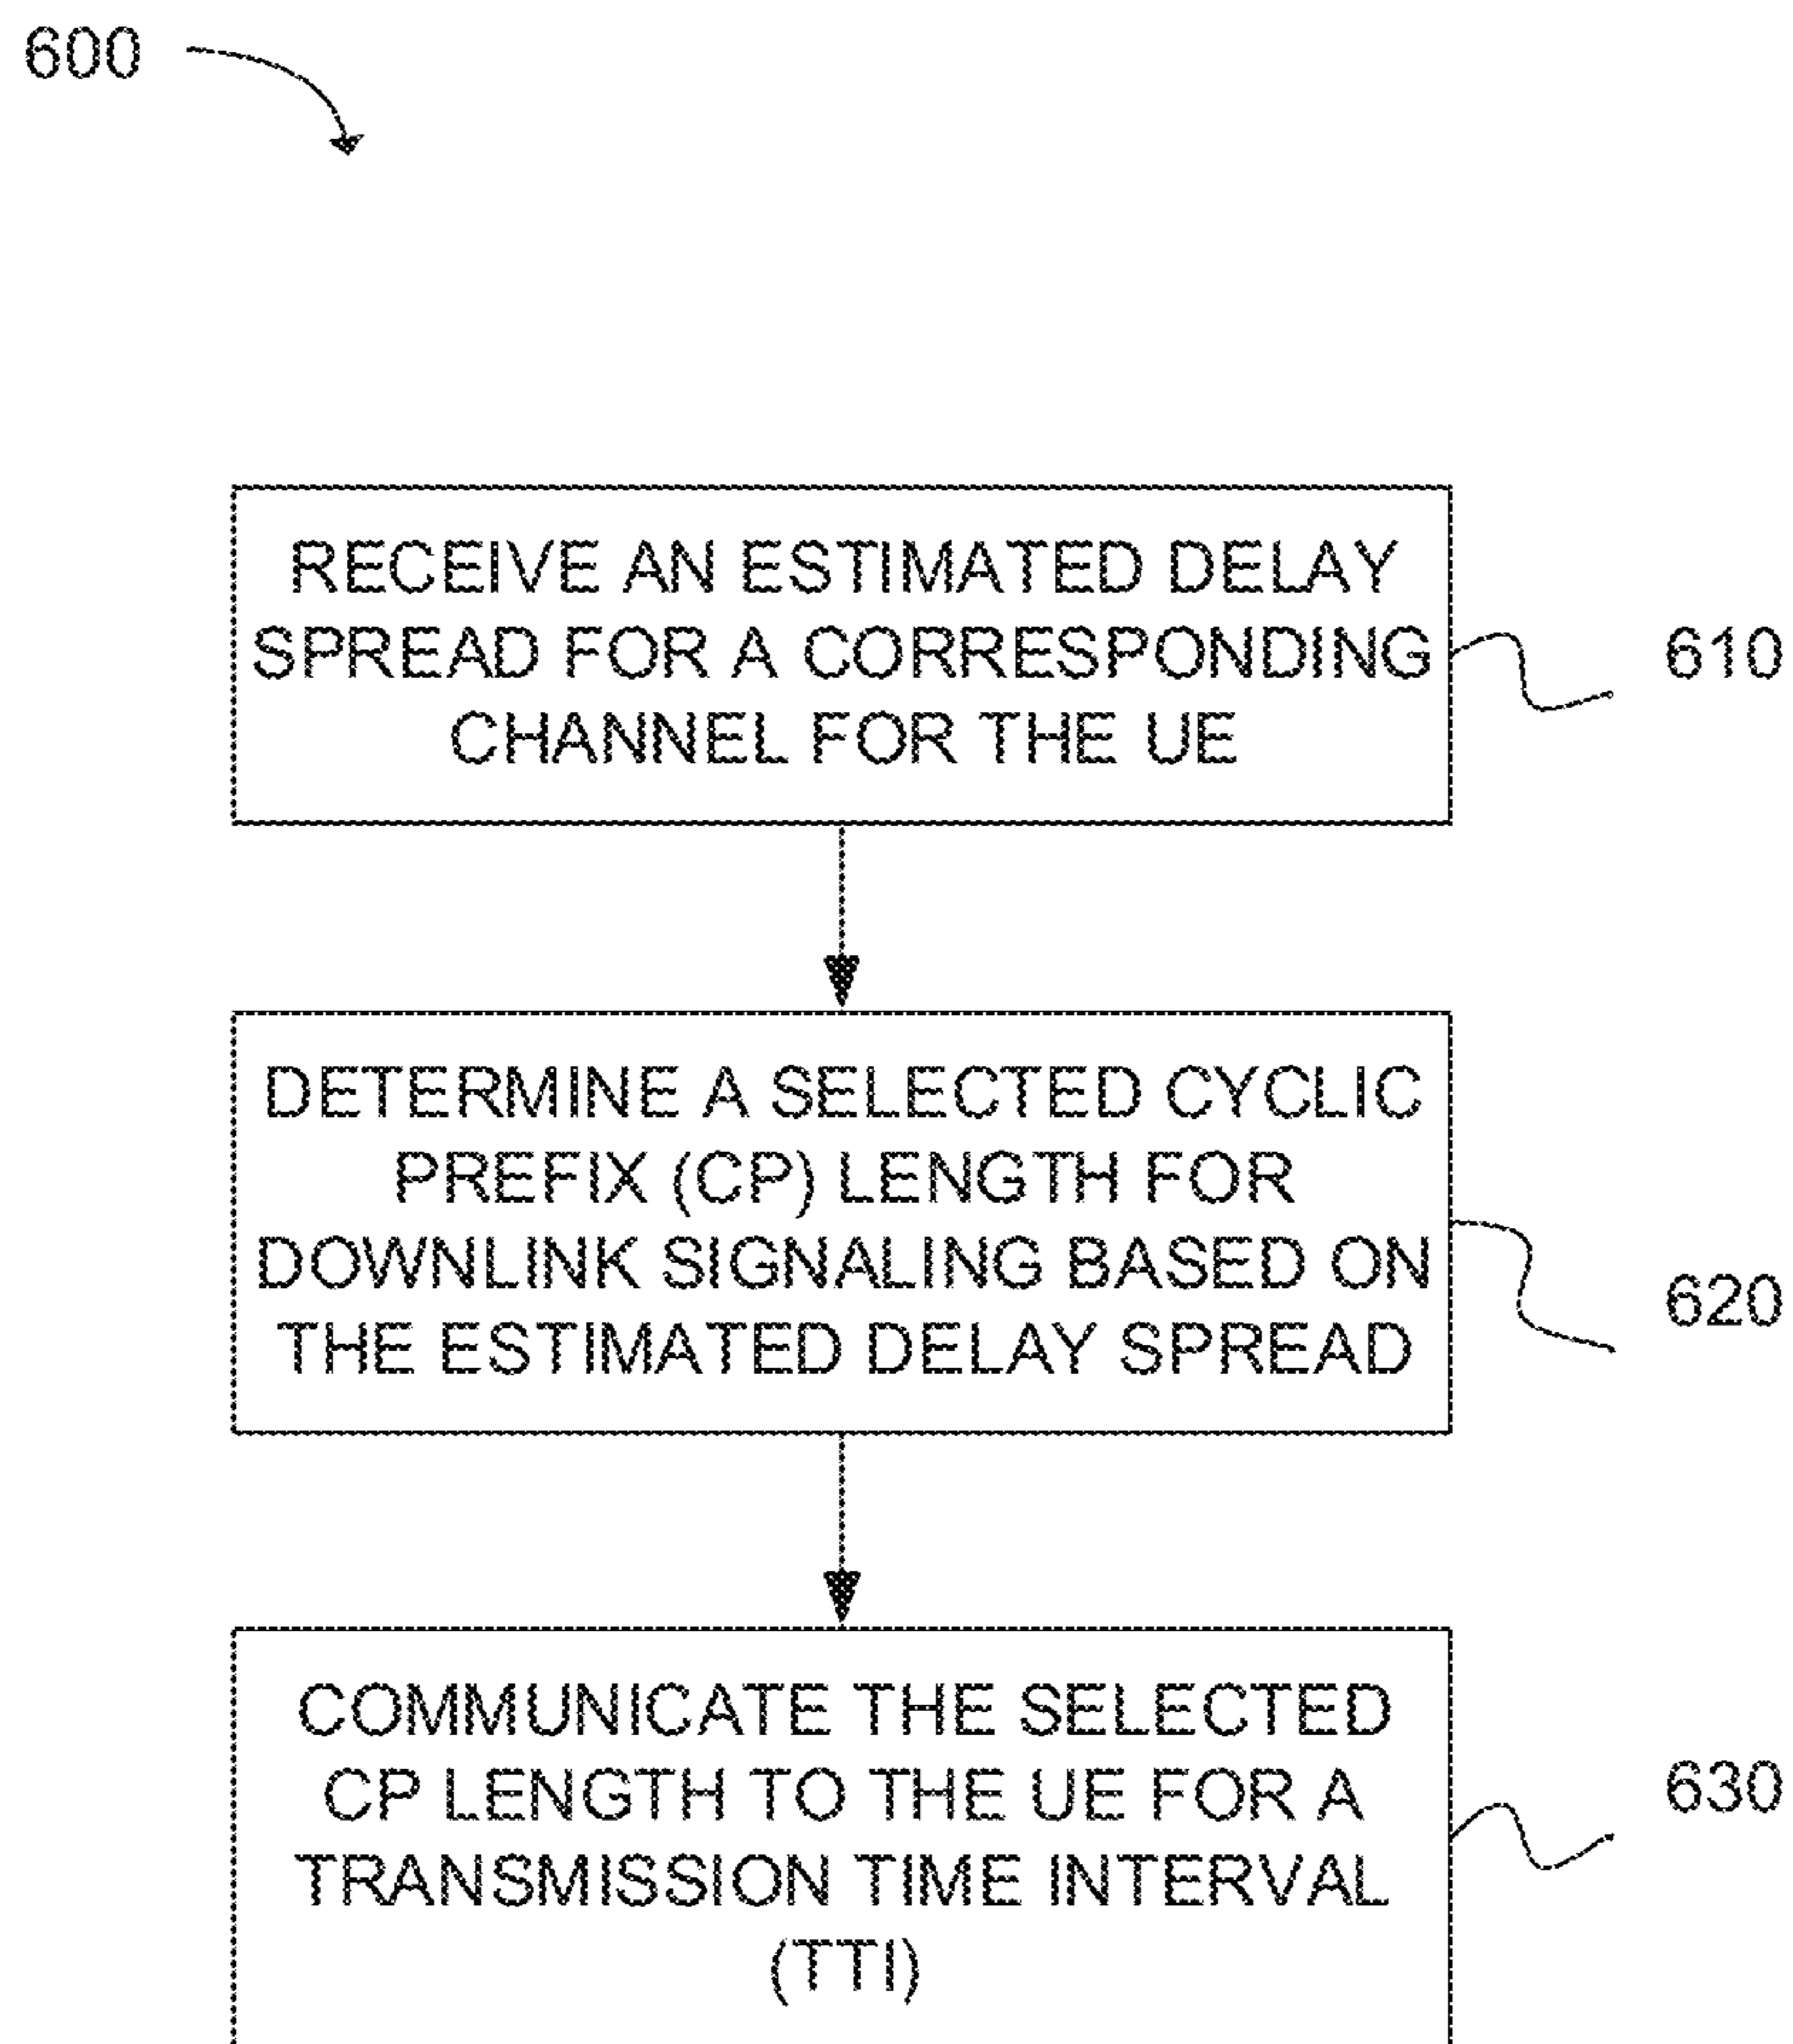 600
RECEIVE AN ESTIMATED DELAY
SPREAD FOR A CORRESPONDING
CHANNEL FOR THE UE
610
DETERMINE A SELECTED CYCLIC
PREFIX (CP) LENGTH FOR
DOWNLINK SIGNALING BASED ON
THE ESTIMATED DELAY SPREAD
620
COMMUNICATE THE SELECTED
CP LENGTH TO THE UE FOR A
TRANSMISSION TIME INTERVAL
(TTI)
630